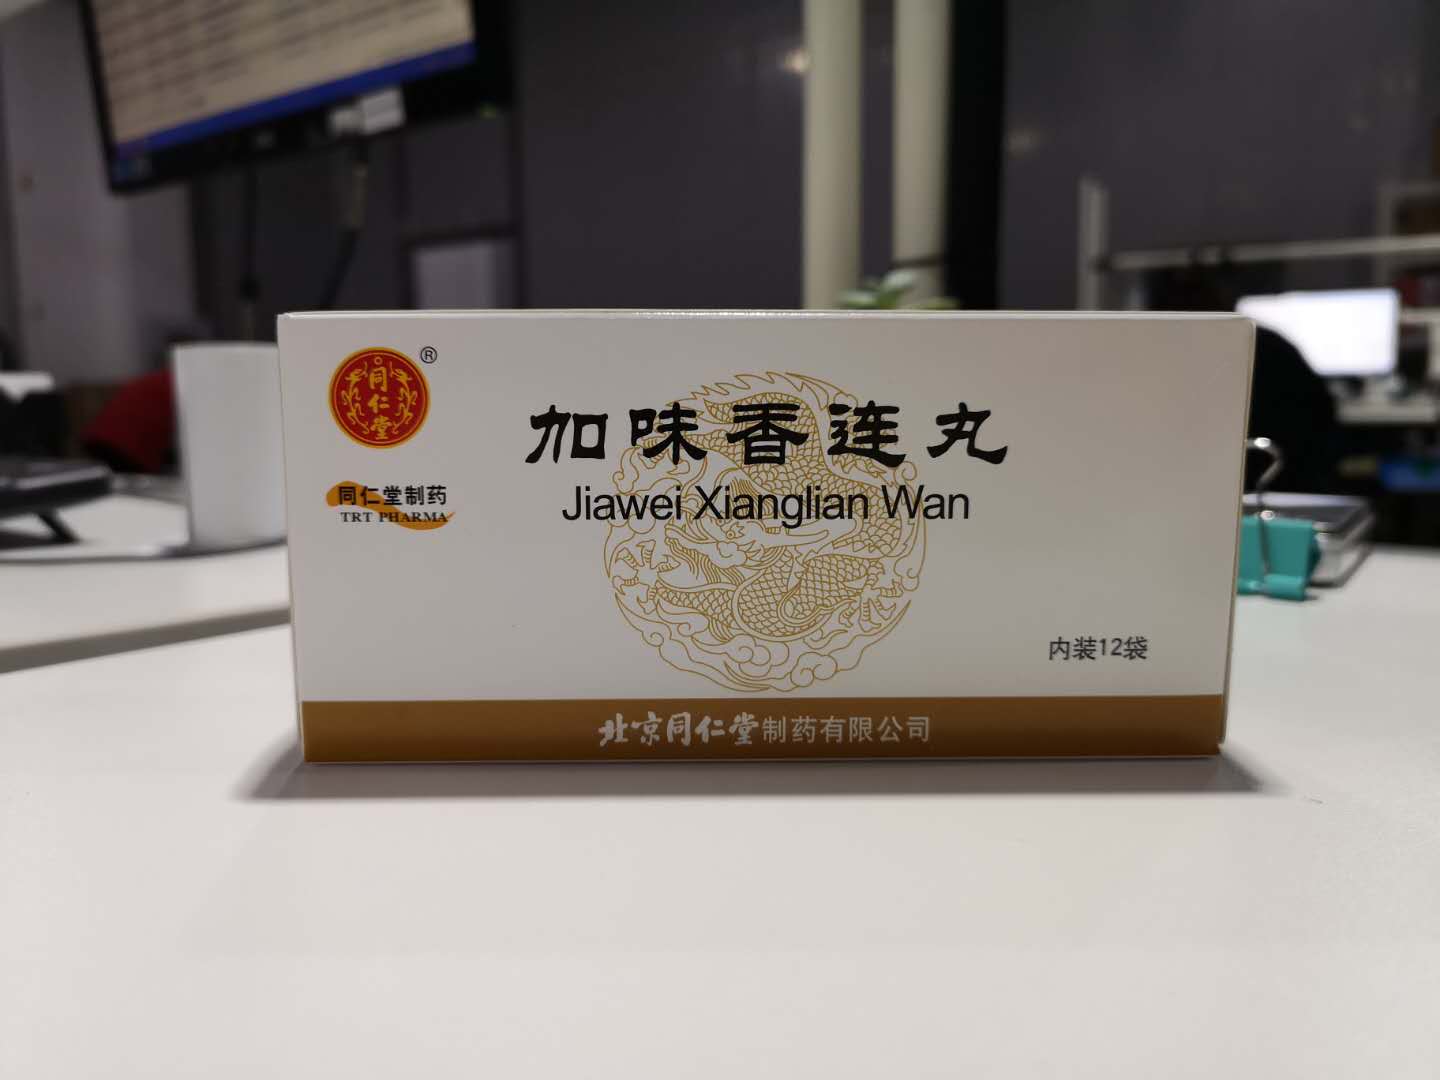 同仁堂
®
同仁堂制药
TRT PHARMA
加味香连丸
Jiawei Xianglian Wan
内装12袋
北京同仁堂制药有限公司